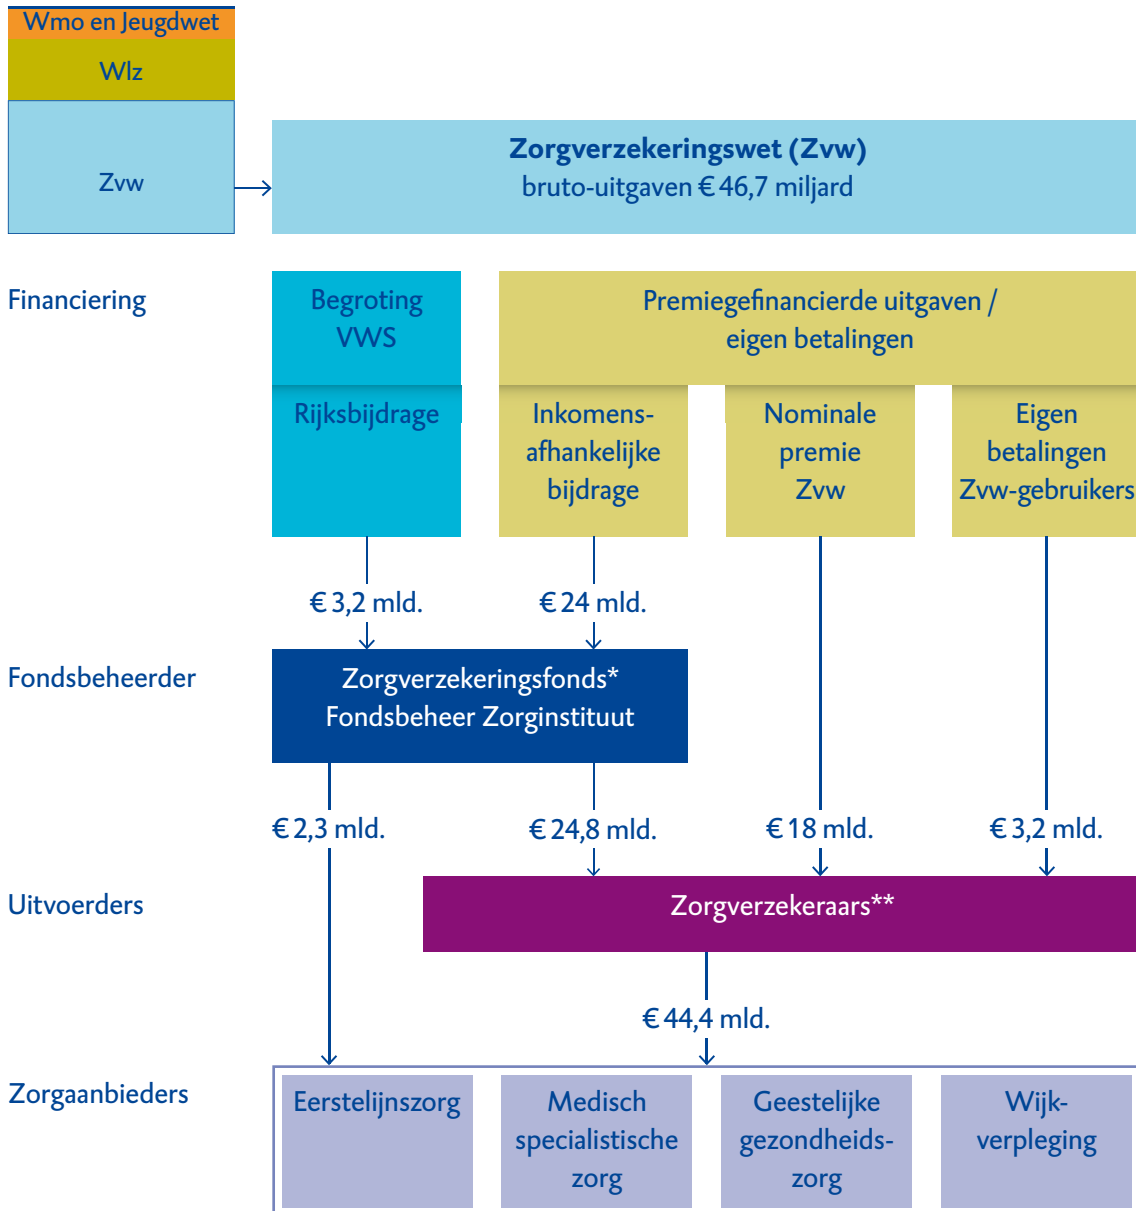 Wmo en Jeugdwet
Wlz
Zvw
Zorgverzekeringswet (Zvw)
bruto-uitgaven € 46,7 miljard
Financiering
Begroting
VWS
Premiegefinancierde uitgaven /
eigen betalingen
Rijksbijdrage
Inkomens-
afhankelijke
bijdrage
Nominale
premie
Zvw
Eigen
betalingen
Zvw-gebruikers
€ 3,2 mld.
€ 24 mld.
Fondsbeheerder
Zorgverzekeringsfonds*
Fondsbeheer Zorginstituut
€ 2,3 mld.
€ 24,8 mld.
€ 18 mld.
€ 3,2 mld.
Uitvoerders
Zorgverzekeraars**
€ 44,4 mld.
Zorgaanbieders
Eerstelijnszorg
Medisch
specialistische
zorg
Geestelijke
gezondheids-
zorg
Wijk-
verpleging